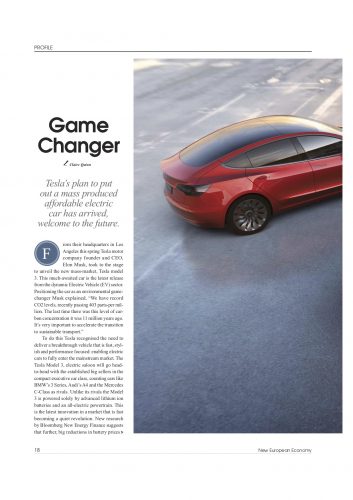 PROFILE
Game
Changer
Claire Quinn
Tesla's plan to put
out a mass produced
affordable electric
car has arrived,
welcome to the future.
F
rom their headquarters in Los
Angeles this spring Tesla motor
company founder and CEO,
Elon Musk, took to the stage
to unveil the new mass-market, Tesla model
3. This much-awaited car is the latest release
from the dynamic Electric Vehicle (EV) sector.
Positioning the car as an environmental game-
changer Musk explained, "We have record
CO2 levels, recently passing 403 parts-per mil-
lion. The last time there was this level of car-
bon concentration it was 13 million years ago.
It's very important to accelerate the transition
to sustainable transport."
To do this Tesla recognised the need to
deliver a breakthrough vehicle that is fast, styl-
ish and performance focused: enabling electric
cars to fully enter the mainstream market. The
Tesla Model 3, electric saloon will go head-
to-head with the established big sellers in the
compact executive car class, counting cars like
BMW's 3 Series, Audi's A4 and the Mercedes
C-Class as rivals. Unlike its rivals the Model
3 is powered solely by advanced lithium ion
batteries and an all-electric powertrain. This
is the latest innovation in a market that is fast
becoming a quiet revolution. New research
by Bloomberg New Energy Finance suggests
that further, big reductions in battery prices »
18
New European Economy